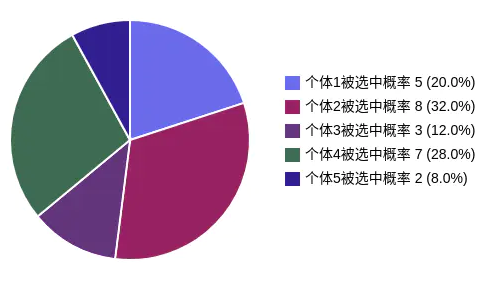 个体1被选中概率 5 (20.0%)
个体2被选中概率 8 (32.0%)
个体3被选中概率 3 (12.0%)
个体4被选中概率 7 (28.0%)
个体5被选中概率 2 (8.0%)